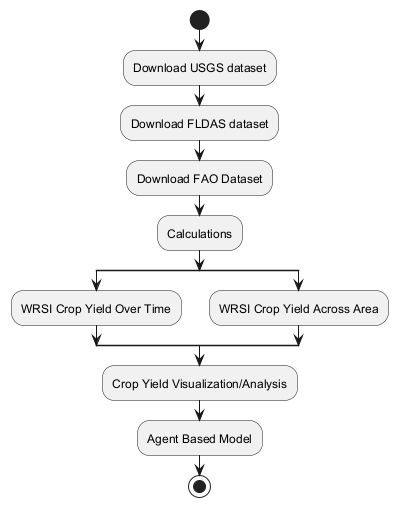 Download USGS dataset
Download FLDAS dataset
Download FAO Dataset
Calculations
WRSI Crop Yield Over Time
WRSI Crop Yield Across Area
Crop Yield Visualization/Analysis
Agent Based Model